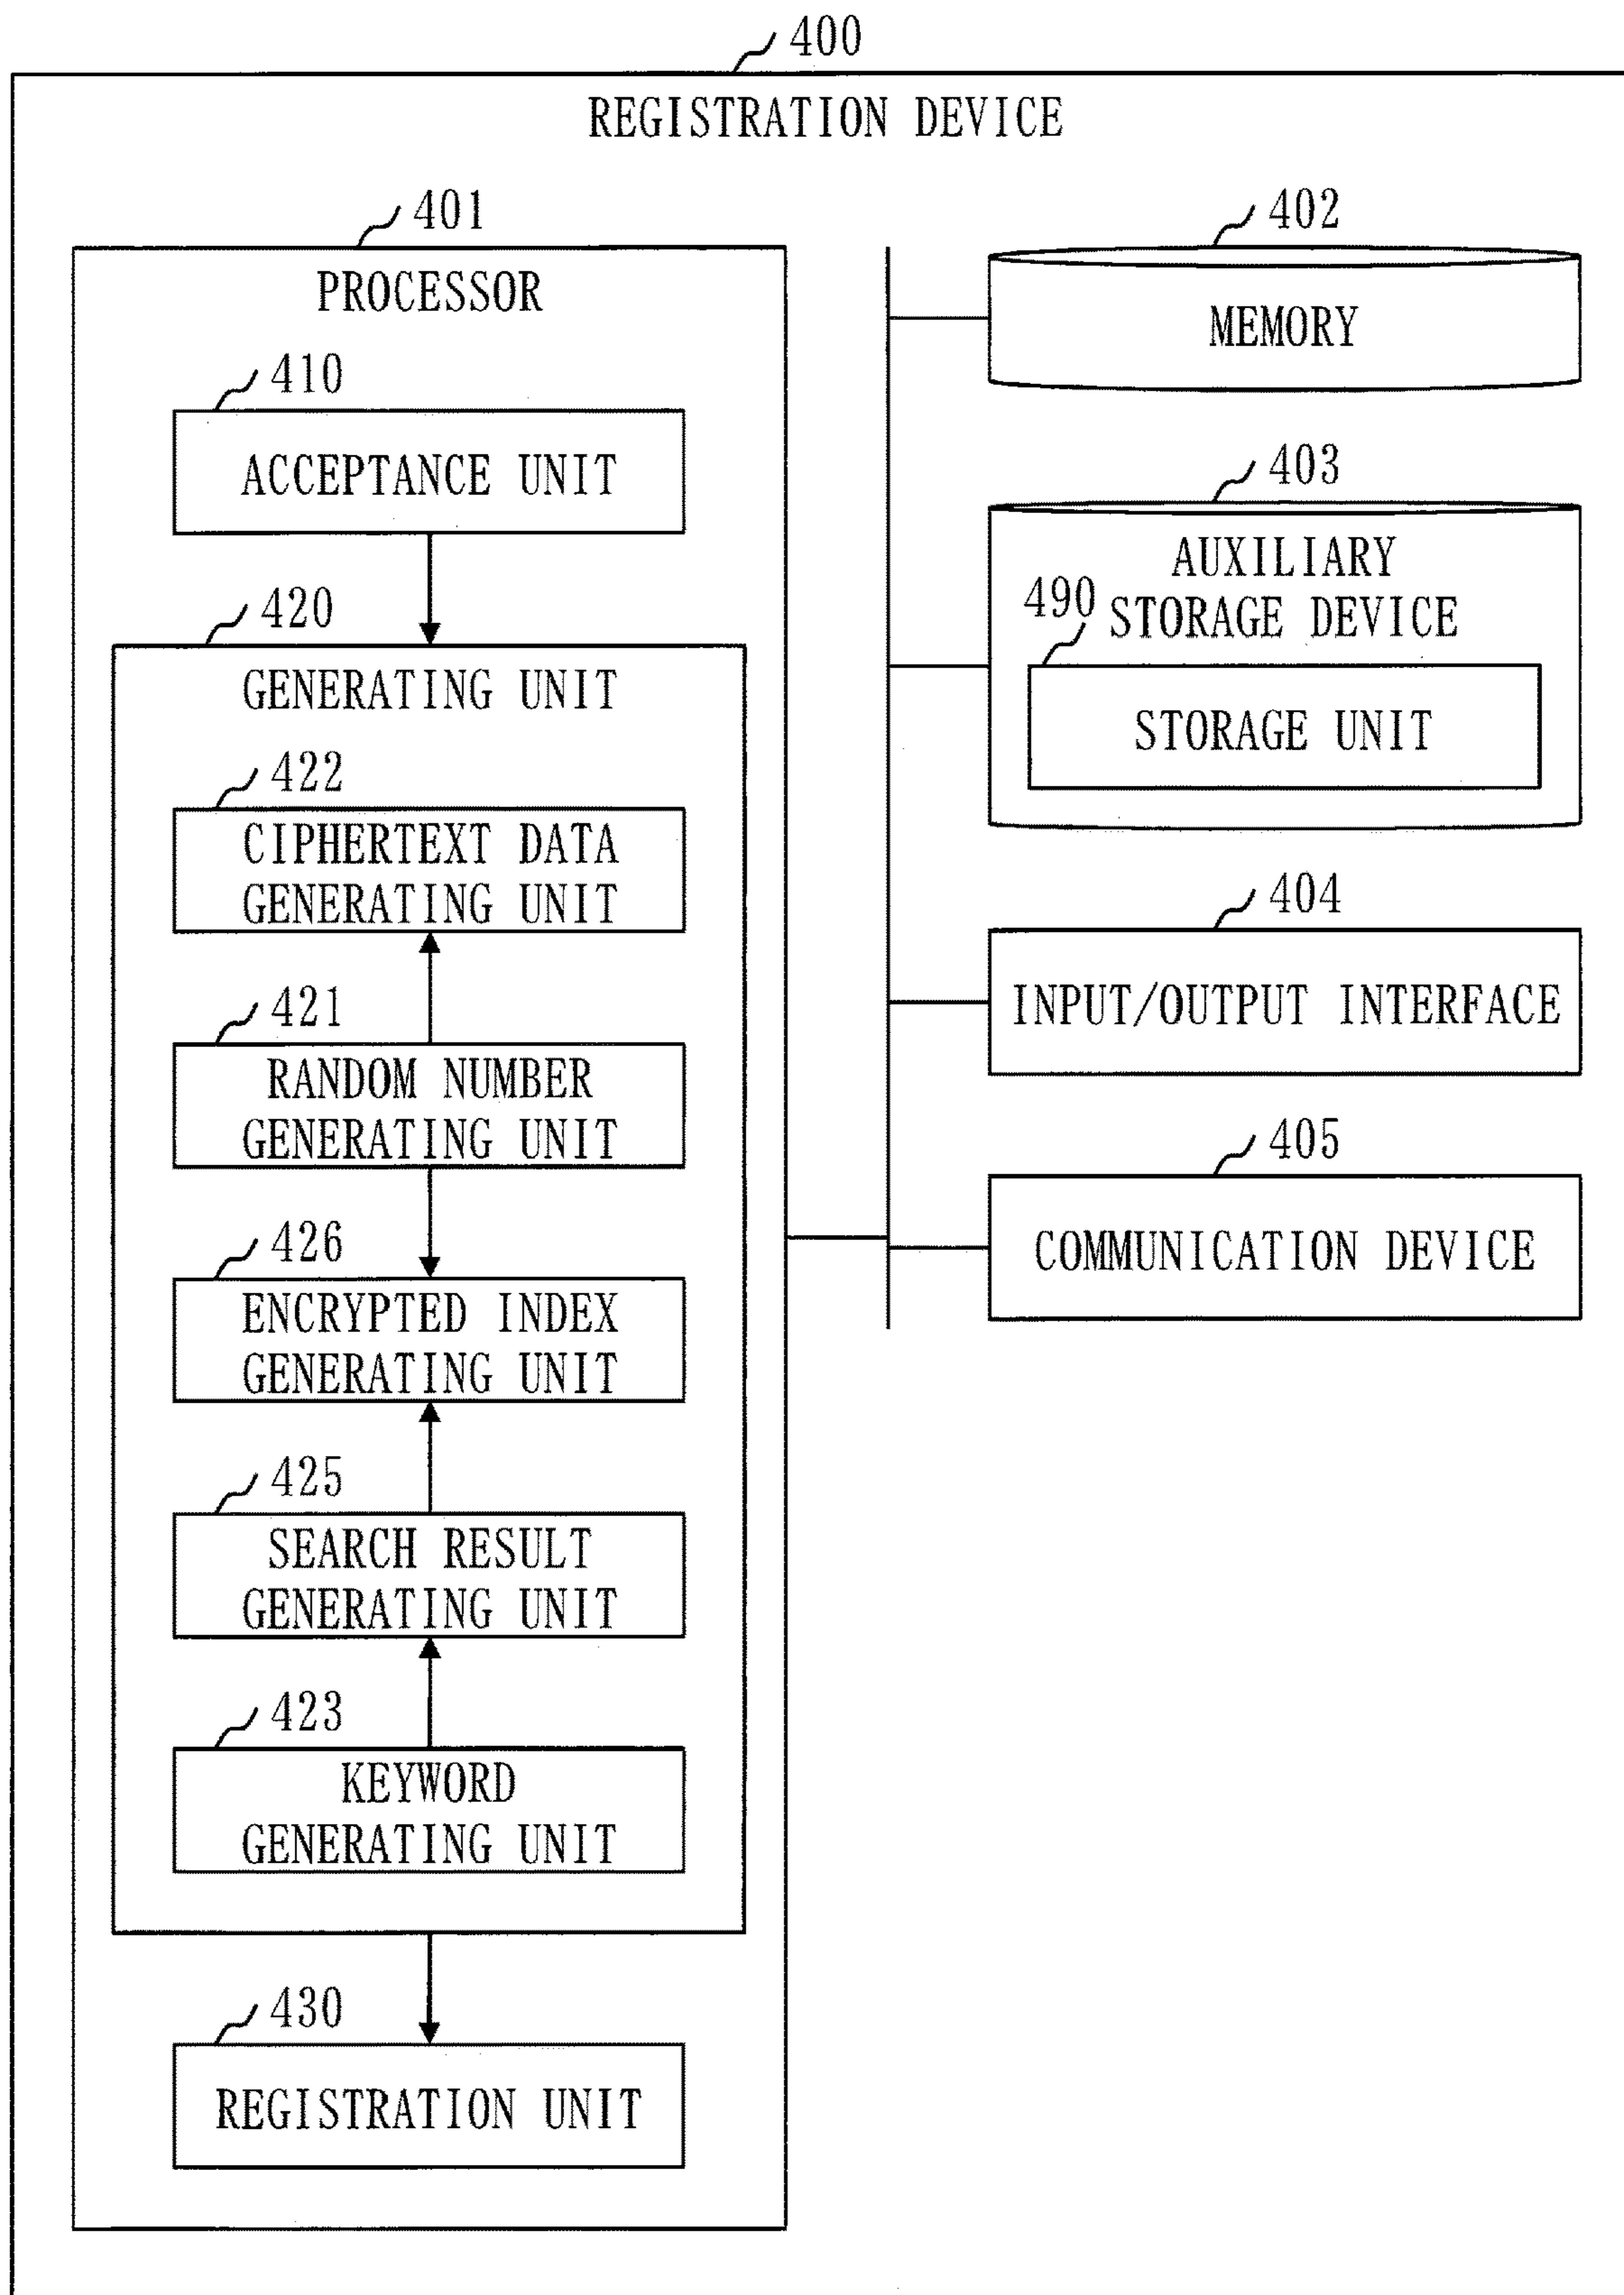 400
REGISTRATION DEVICE
401
PROCESSOR
410
ACCEPTANCE UNIT
420
GENERATING UNIT
422
CIPHERTEXT DATA
GENERATING UNIT
421
RANDOM NUMBER
GENERATING UNIT
426
ENCRYPTED INDEX
GENERATING UNIT
425
SEARCH RESULT
GENERATING UNIT
423
KEYWORD
GENERATING UNIT
430
REGISTRATION UNIT
402
MEMORY
403
AUXILIARY
STORAGE DEVICE
490
STORAGE UNIT
404
INPUT/OUTPUT INTERFACE
405
COMMUNICATION DEVICE